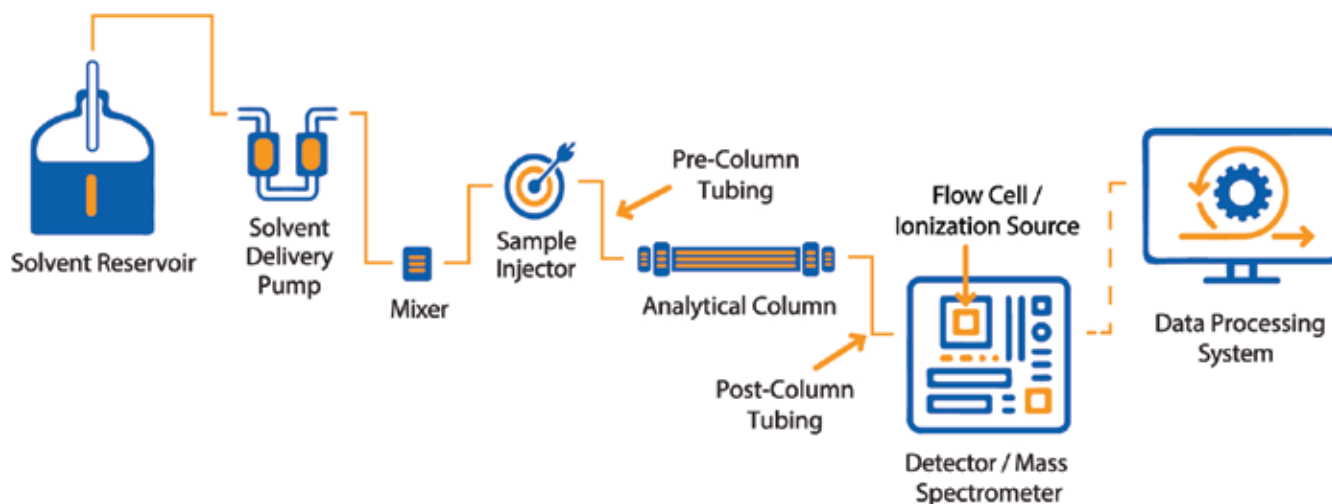 Solvent Reservoir
Solvent
Delivery
Pump
Mixer
Sample
Injector
Pre-Column
Tubing
Analytical Column
Post-Column
Tubing
Flow Cell /
Ionization Source
Detector / Mass
Spectrometer
Data Processing
System